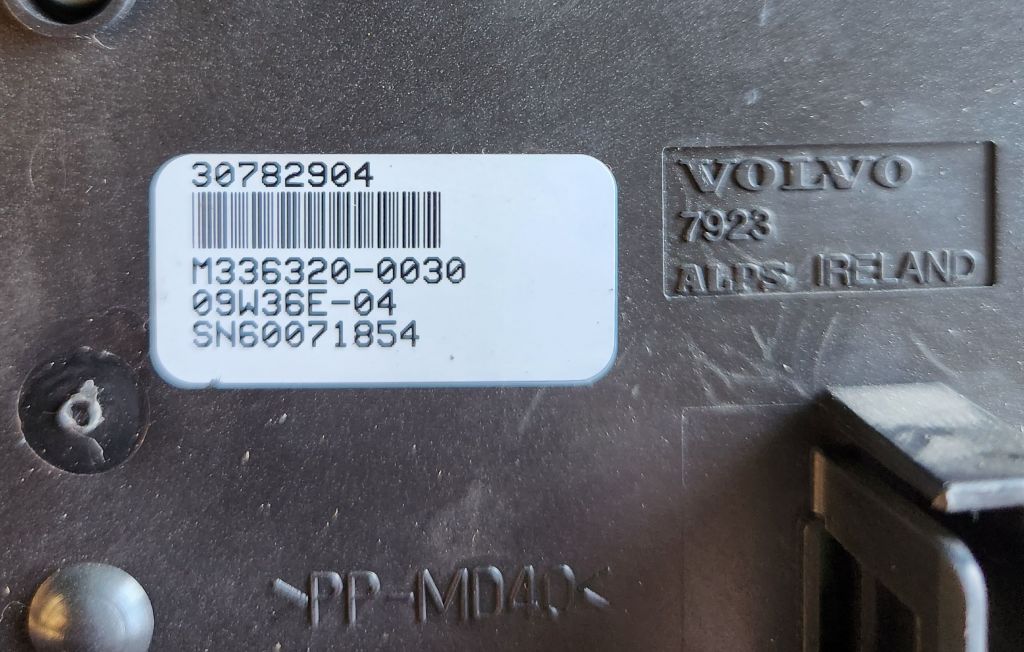 30782904
M336320-0030
09W36E-04
SN60071854
VOLVO
7923
ALPS IRELAND
>PP-MD40<